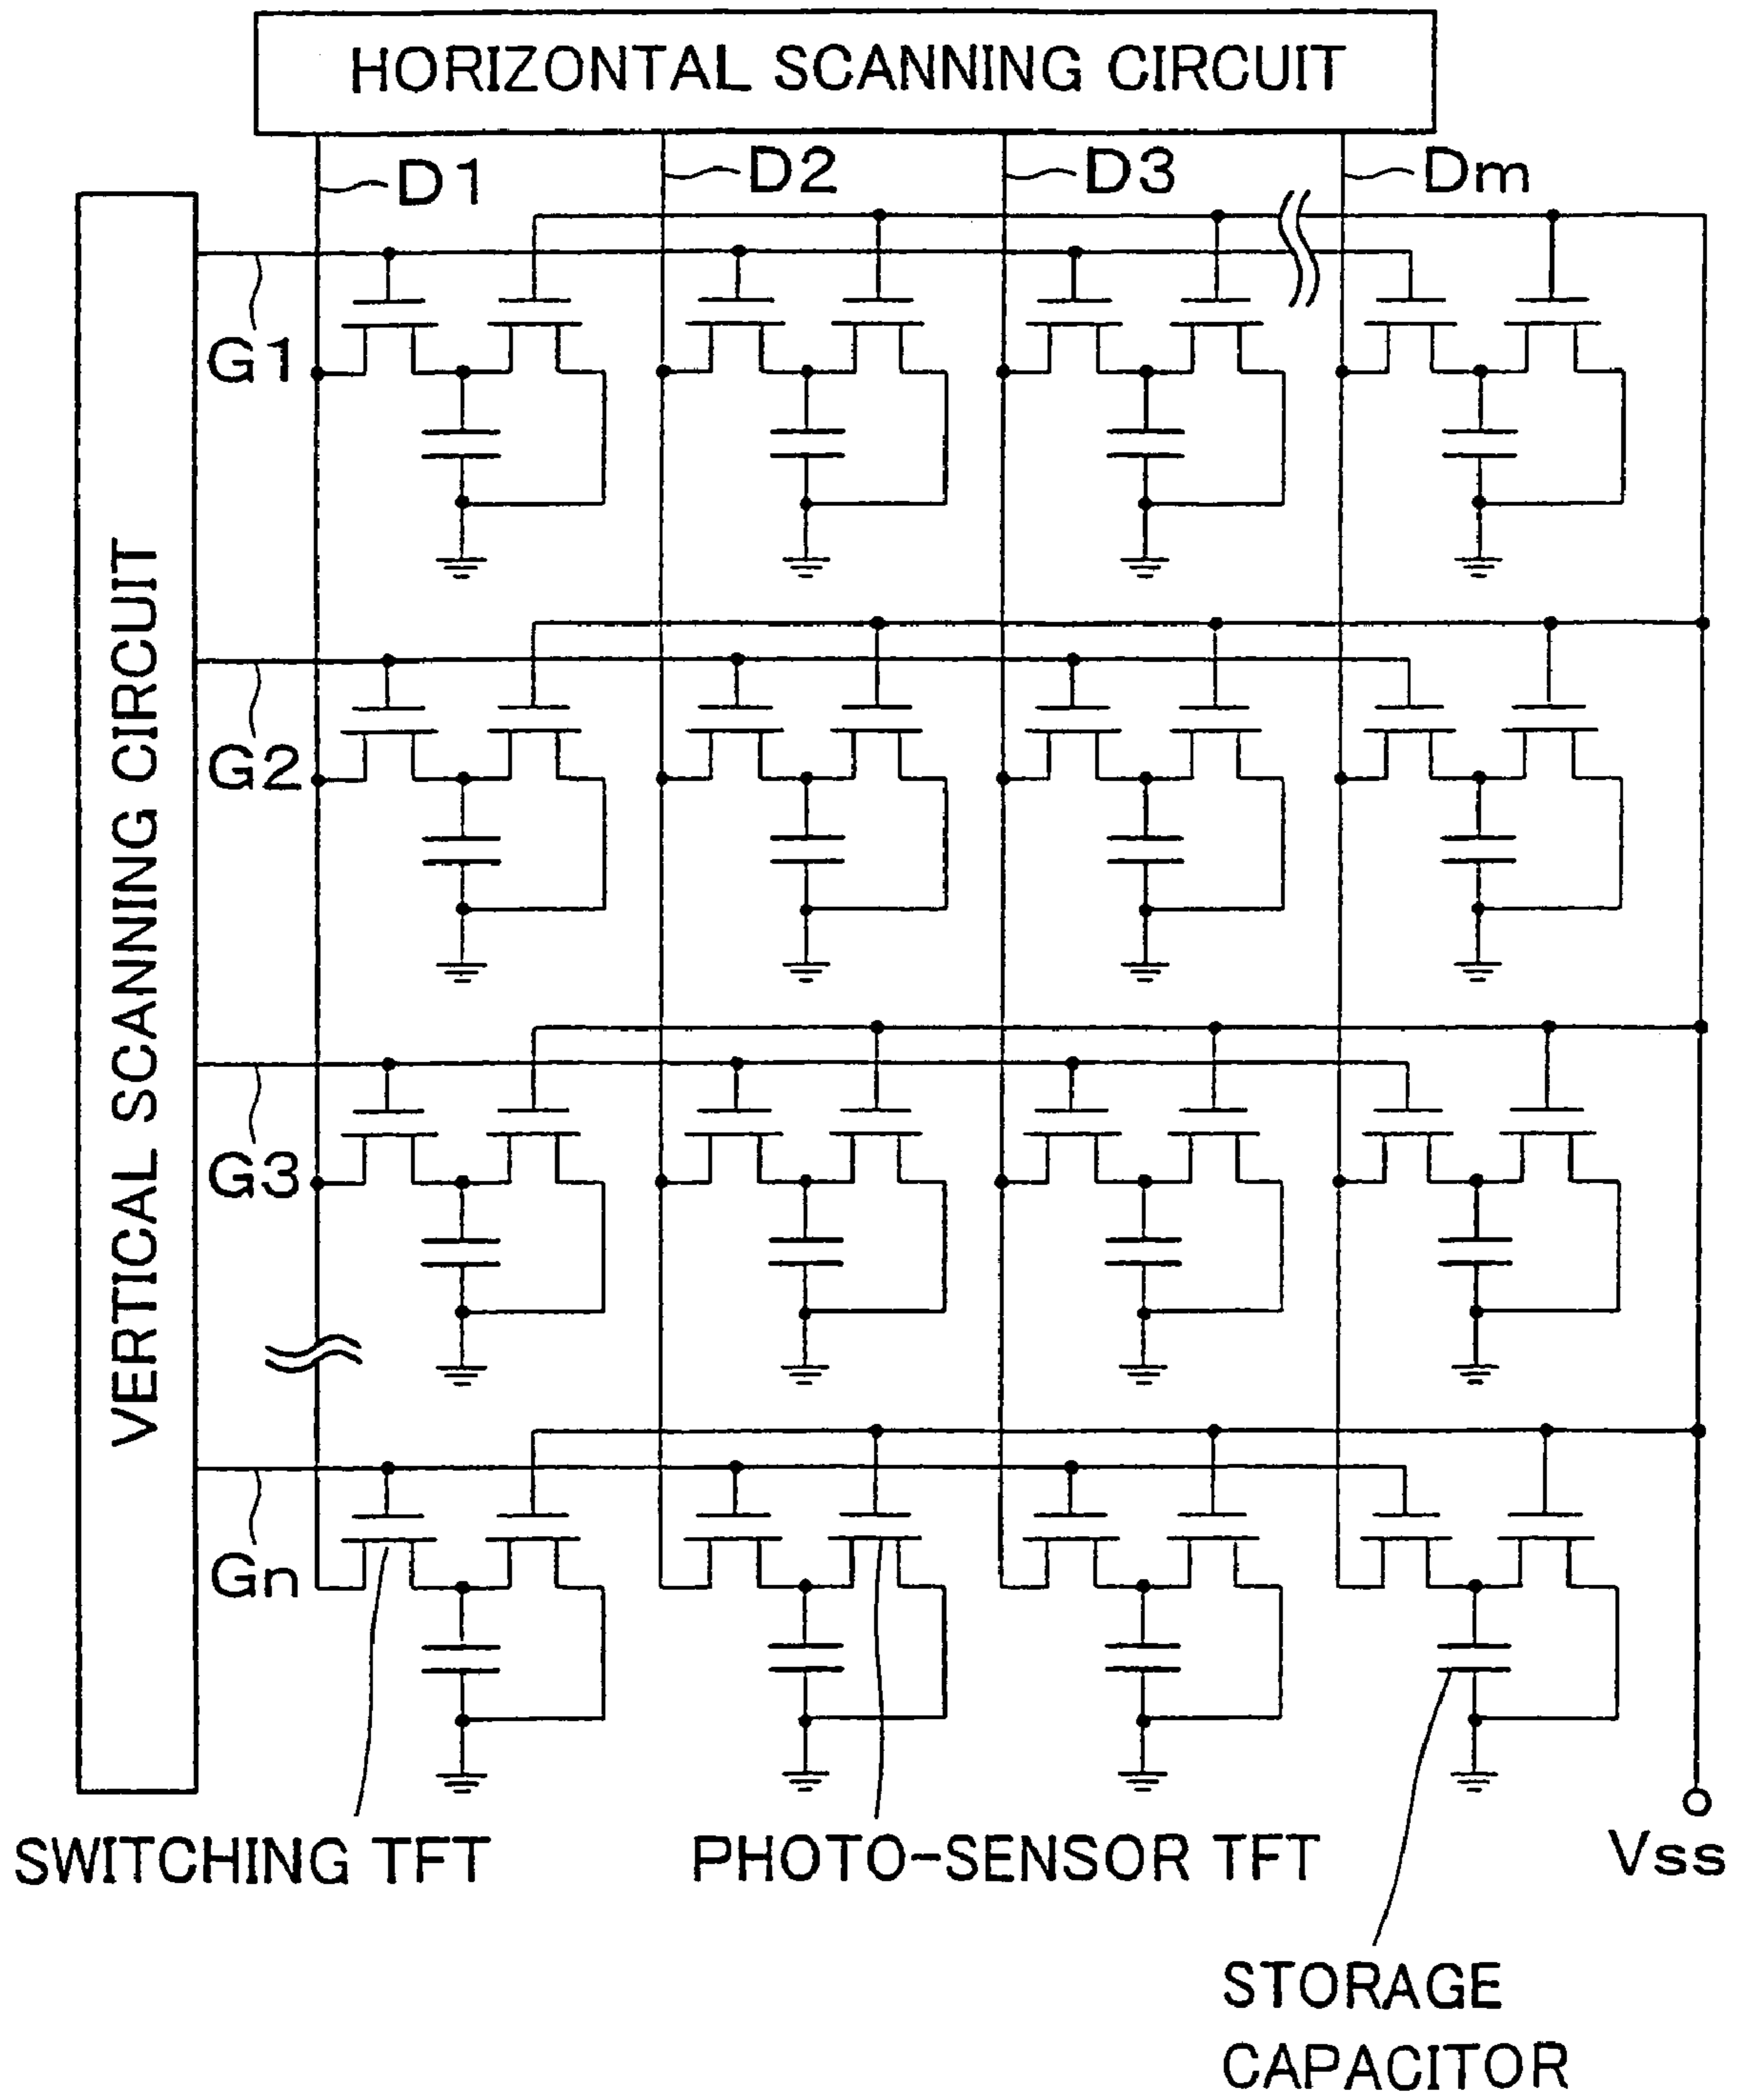 HORIZONTAL SCANNING CIRCUIT
D1
D2
D3
Dm
VERTICAL SCANNING CIRCUIT
G1
G2
G3
Gn
SWITCHING TFT
PHOTO-SENSOR TFT
Vss
STORAGE
CAPACITOR